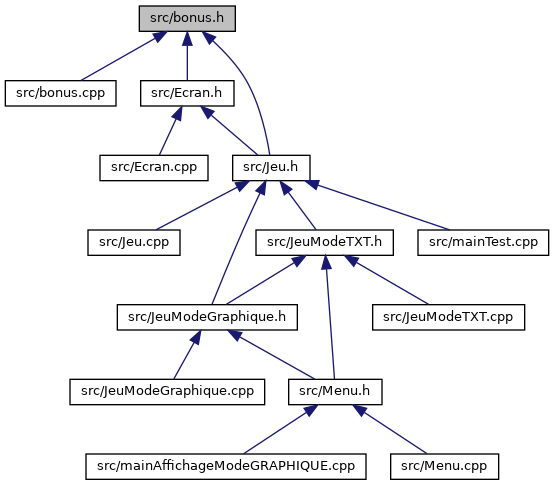 src/bonus.h
src/bonus.cpp
src/Ecran.h
src/Ecran.cpp
src/Jeu.h
src/Jeu.cpp
src/JeuModeTXT.h
src/mainTest.cpp
src/JeuModeGraphique.h
src/JeuModeTXT.cpp
src/JeuModeGraphique.cpp
src/Menu.h
src/mainAffichageModeGRAPHIQUE.cpp
src/Menu.cpp